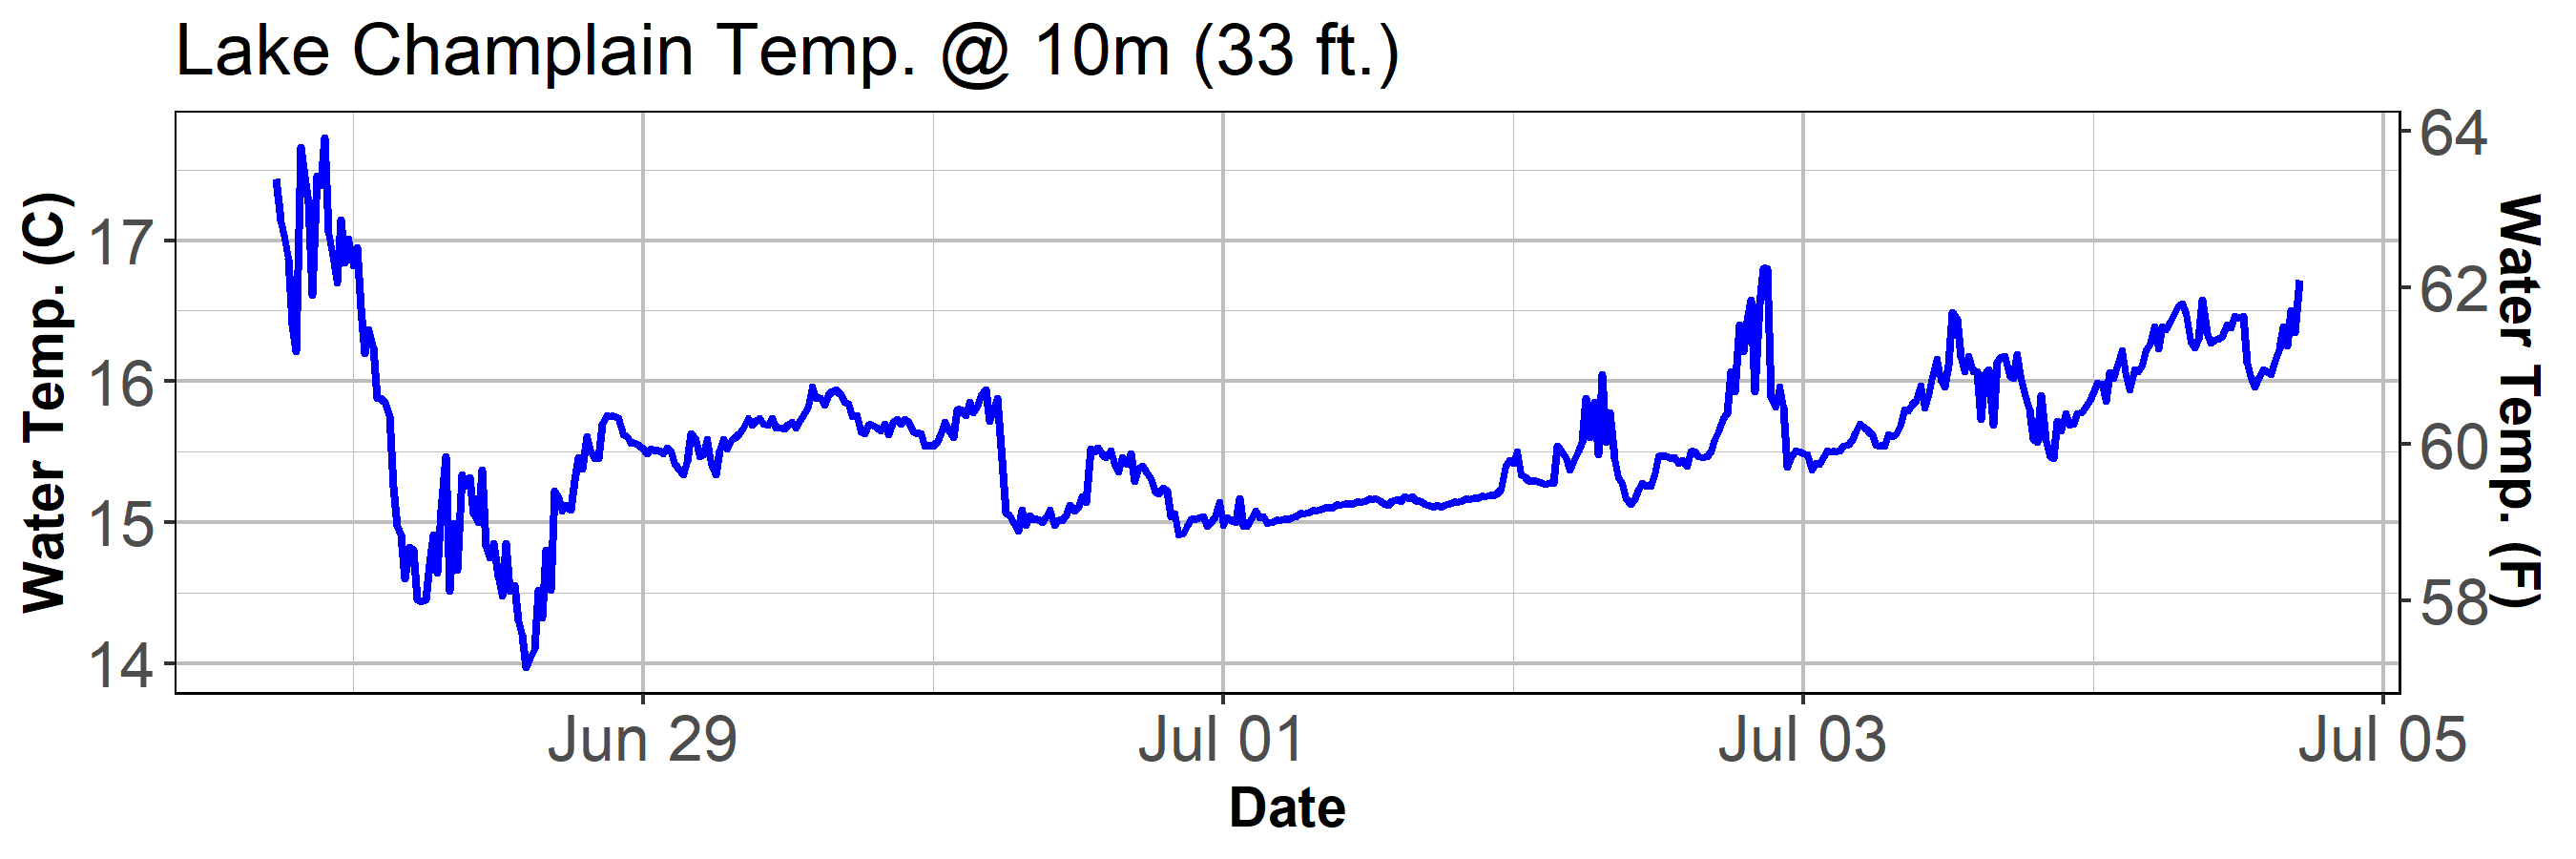 Lake Champlain Temp. @ 10m (33 ft.)
Water Temp. (C)
17
16
15
14
64
62
60
58
Water Temp. (F)
Jun 29
Jul 01
Jul 03
Jul 05
Date